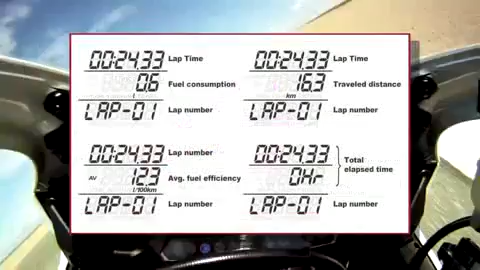 00:24.33 Lap Time
0.6 Fuel consumption
l
LAP-01 Lap number
00:24.33 Lap Time
16.3 Traveled distance
km
LAP-01 Lap number
00:24.33 Lap number
AV 12.3 Avg. fuel efficiency
l/100km
LAP-01 Lap number
00:24.33 Total
0Hr elapsed time
LAP-01 Lap number